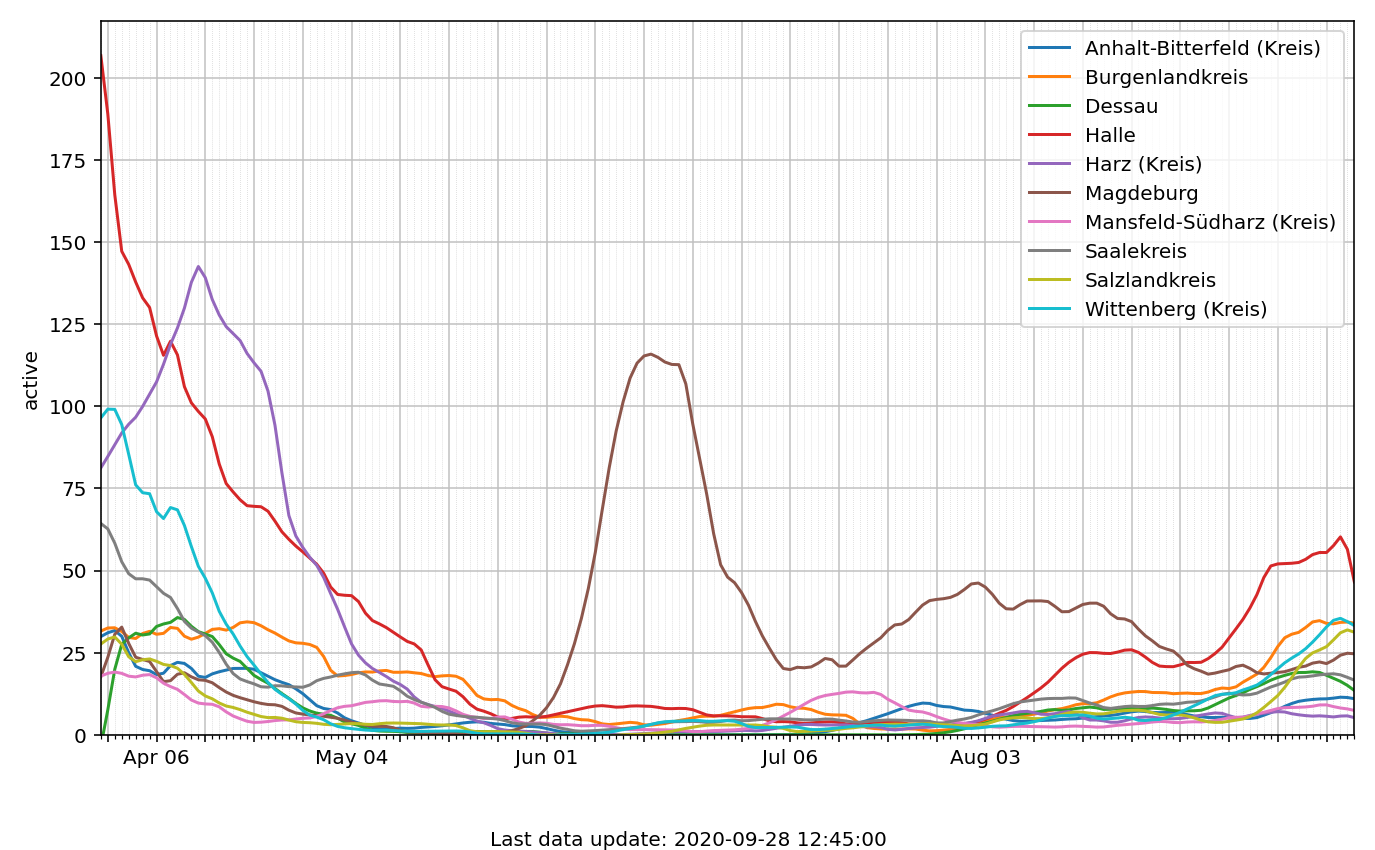 200
175
150
125
100
75
50
25
0
active
Anhalt-Bitterfeld (Kreis)
Burgenlandkreis
Dessau
Halle
Harz (Kreis)
Magdeburg
Mansfeld-Südharz (Kreis)
Saalekreis
Salzlandkreis
Wittenberg (Kreis)
Apr 06 May 04 Jun 01 Jul 06 Aug 03
Last data update: 2020-09-28 12:45:00